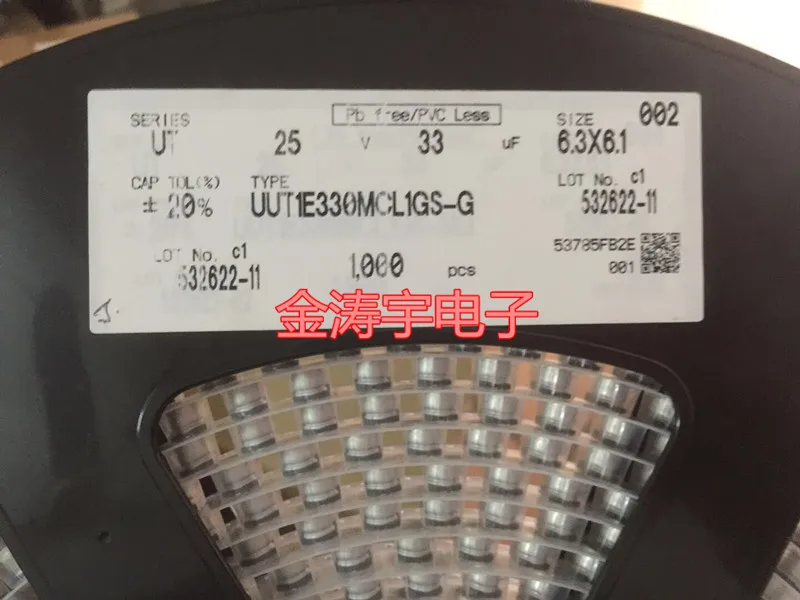 Pb free/PVC Less
SERIES SIZE 002
UT 25 V 33 uF 6.3X6.1
CAP TOL(%) TYPE LOT No. c1
± 20% UUT1E330MCL1GS-G 532622-11
LOT No. c1 53785FB2E
532622-11 1,000 pcs 001
金涛宇电子
J.